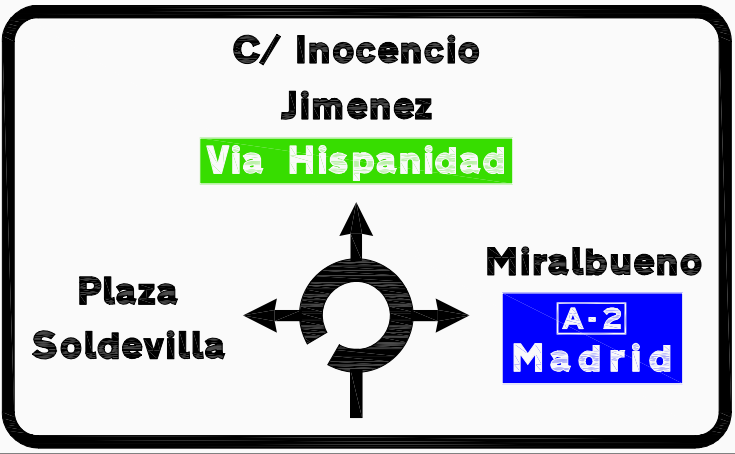 C/ Inocencio
Jimenez
Via Hispanidad
Plaza
Soldevilla
Miralbueno
A-2
Madrid